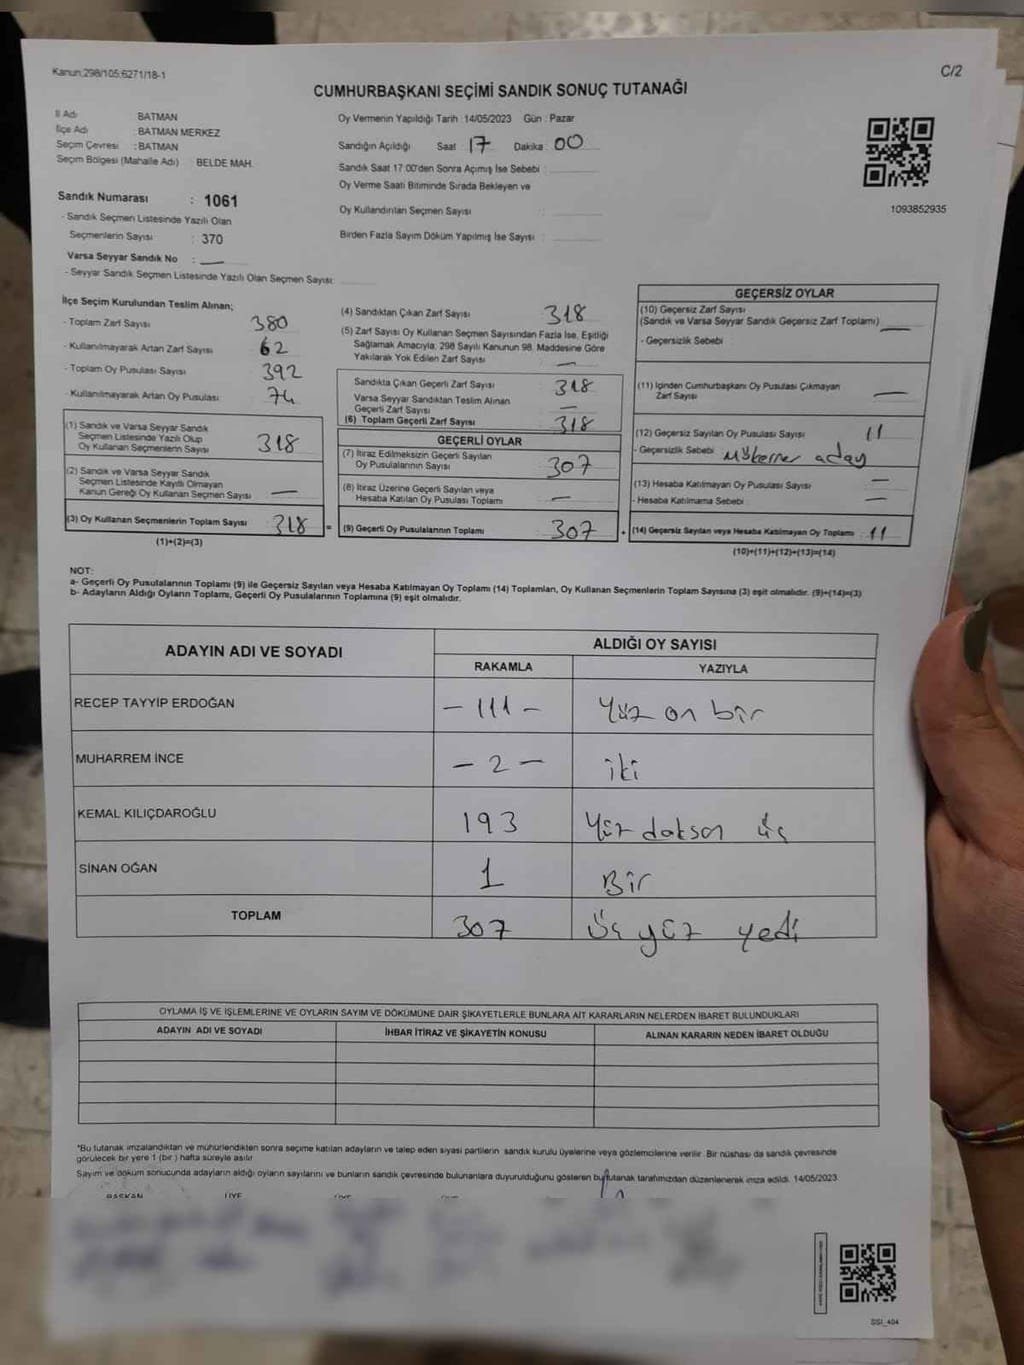 Kanun:298/105;6271/18-1
C/2
CUMHURBAŞKANI SEÇİMİ SANDIK SONUÇ TUTANAĞI
İl Adı BATMAN
İlçe Adı : BATMAN MERKEZ
Seçim Çevresi : BATMAN
Seçim Bölgesi (Mahalle Adı) : BELDE MAH.
Sandık Numarası : 1061
- Sandık Seçmen Listesinde Yazılı Olan
Seçmenlerin Sayısı : 370
Varsa Seyyar Sandık No : —
- Seyyar Sandık Seçmen Listesinde Yazılı Olan Seçmen Sayısı:
Oy Vermenin Yapıldığı Tarih :14/05/2023 Gün : Pazar
Sandığın Açıldığı Saat 17 Dakika 00
Sandık Saat 17:00'den Sonra Açımış İse Sebebi :
Oy Verme Saati Bitiminde Sırada Bekleyen ve
Oy Kullandırılan Seçmen Sayısı :
Birden Fazla Sayım Döküm Yapılmış İse Sayısı :
1093852935
İlçe Seçim Kurulundan Teslim Alınan;
- Toplam Zarf Sayısı 380
- Kullanılmayarak Artan Zarf Sayısı 62
- Toplam Oy Pusulası Sayısı 392
- Kullanılmayarak Artan Oy Pusulası 74
(1) Sandık ve Varsa Seyyar Sandık
Seçmen Listesinde Yazılı Olup
Oy Kullanan Seçmenlerin Sayısı 318
(2) Sandık ve Varsa Seyyar Sandık
Seçmen Listesinde Kayıtlı Olmayan
Kanun Gereği Oy Kullanan Seçmen Sayısı —
(3) Oy Kullanan Seçmenlerin Toplam Sayısı 318 =
(1)+(2)=(3)
(4) Sandıktan Çıkan Zarf Sayısı 318
(5) Zarf Sayısı Oy Kullanan Seçmen Sayısından Fazla İse, Eşitliği
Sağlamak Amacıyla; 298 Sayılı Kanunun 98. Maddesine Göre
Yakılarak Yok Edilen Zarf Sayısı —
Sandıkta Çıkan Geçerli Zarf Sayısı 318
Varsa Seyyar Sandıktan Teslim Alınan
Geçerli Zarf Sayısı —
(6) Toplam Geçerli Zarf Sayısı 318
GEÇERLİ OYLAR
(7) İtiraz Edilmeksizin Geçerli Sayılan
Oy Pusulalarının Sayısı 307
(8) İtiraz Üzerine Geçerli Sayılan veya
Hesaba Katılan Oy Pusulası Toplamı —
(9) Geçerli Oy Pusulalarının Toplamı 307 +
GEÇERSİZ OYLAR
(10) Geçersiz Zarf Sayısı
(Sandık ve Varsa Seyyar Sandık Geçersiz Zarf Toplamı) —
- Geçersizlik Sebebi
(11) İçinden Cumhurbaşkanı Oy Pusulası Çıkmayan
Zarf Sayısı —
(12) Geçersiz Sayılan Oy Pusulası Sayısı 11
- Geçersizlik Sebebi Mükerrer aday
(13) Hesaba Katılmayan Oy Pusulası Sayısı —
- Hesaba Katılmama Sebebi —
(14) Geçersiz Sayılan veya Hesaba Katılmayan Oy Toplamı : 11
(10)+(11)+(12)+(13)=(14)
NOT:
a- Geçerli Oy Pusulalarının Toplamı (9) ile Geçersiz Sayılan veya Hesaba Katılmayan Oy Toplamı (14) Toplamları, Oy Kullanan Seçmenlerin Toplam Sayısına (3) eşit olmalıdır. (9)+(14)=(3)
b- Adayların Aldığı Oyların Toplamı, Geçerli Oy Pusulalarının Toplamına (9) eşit olmalıdır.
ADAYIN ADI VE SOYADI ALDIĞI OY SAYISI
RAKAMLA YAZIYLA
RECEP TAYYİP ERDOĞAN - 111 - Yüz on bir
MUHARREM İNCE - 2 - iki
KEMAL KILIÇDAROĞLU 193 Yüz doksan üç
SİNAN OĞAN 1 Bir
TOPLAM 307 Üç yüz yedi
OYLAMA İŞ VE İŞLEMLERİNE VE OYLARIN SAYIM VE DÖKÜMÜNE DAİR ŞİKAYETLERLE BUNLARA AİT KARARLARIN NELERDEN İBARET BULUNDUKLARI
ADAYIN ADI VE SOYADI İHBAR İTİRAZ VE ŞİKAYETİN KONUSU ALINAN KARARIN NEDEN İBARET OLDUĞU
*Bu tutanak imzalandıktan ve mühürlendikten sonra seçime katılan adayların ve talep eden siyasi partilerin sandık kurulu üyelerine veya gözlemcilerine verilir. Bir nüshası da sandık çevresinde
görülecek bir yere 1 (bir ) hafta süreyle asılır.
Sayım ve döküm sonucunda adayların aldığı oyların sayılarını ve bunların sandık çevresinde bulunanlara duyurulduğunu gösteren bu tutanak tarafımızdan düzenlenerek imza edildi. 14/05/2023
BAŞKAN ÜYE ÜYE ÜYE
SSI_404